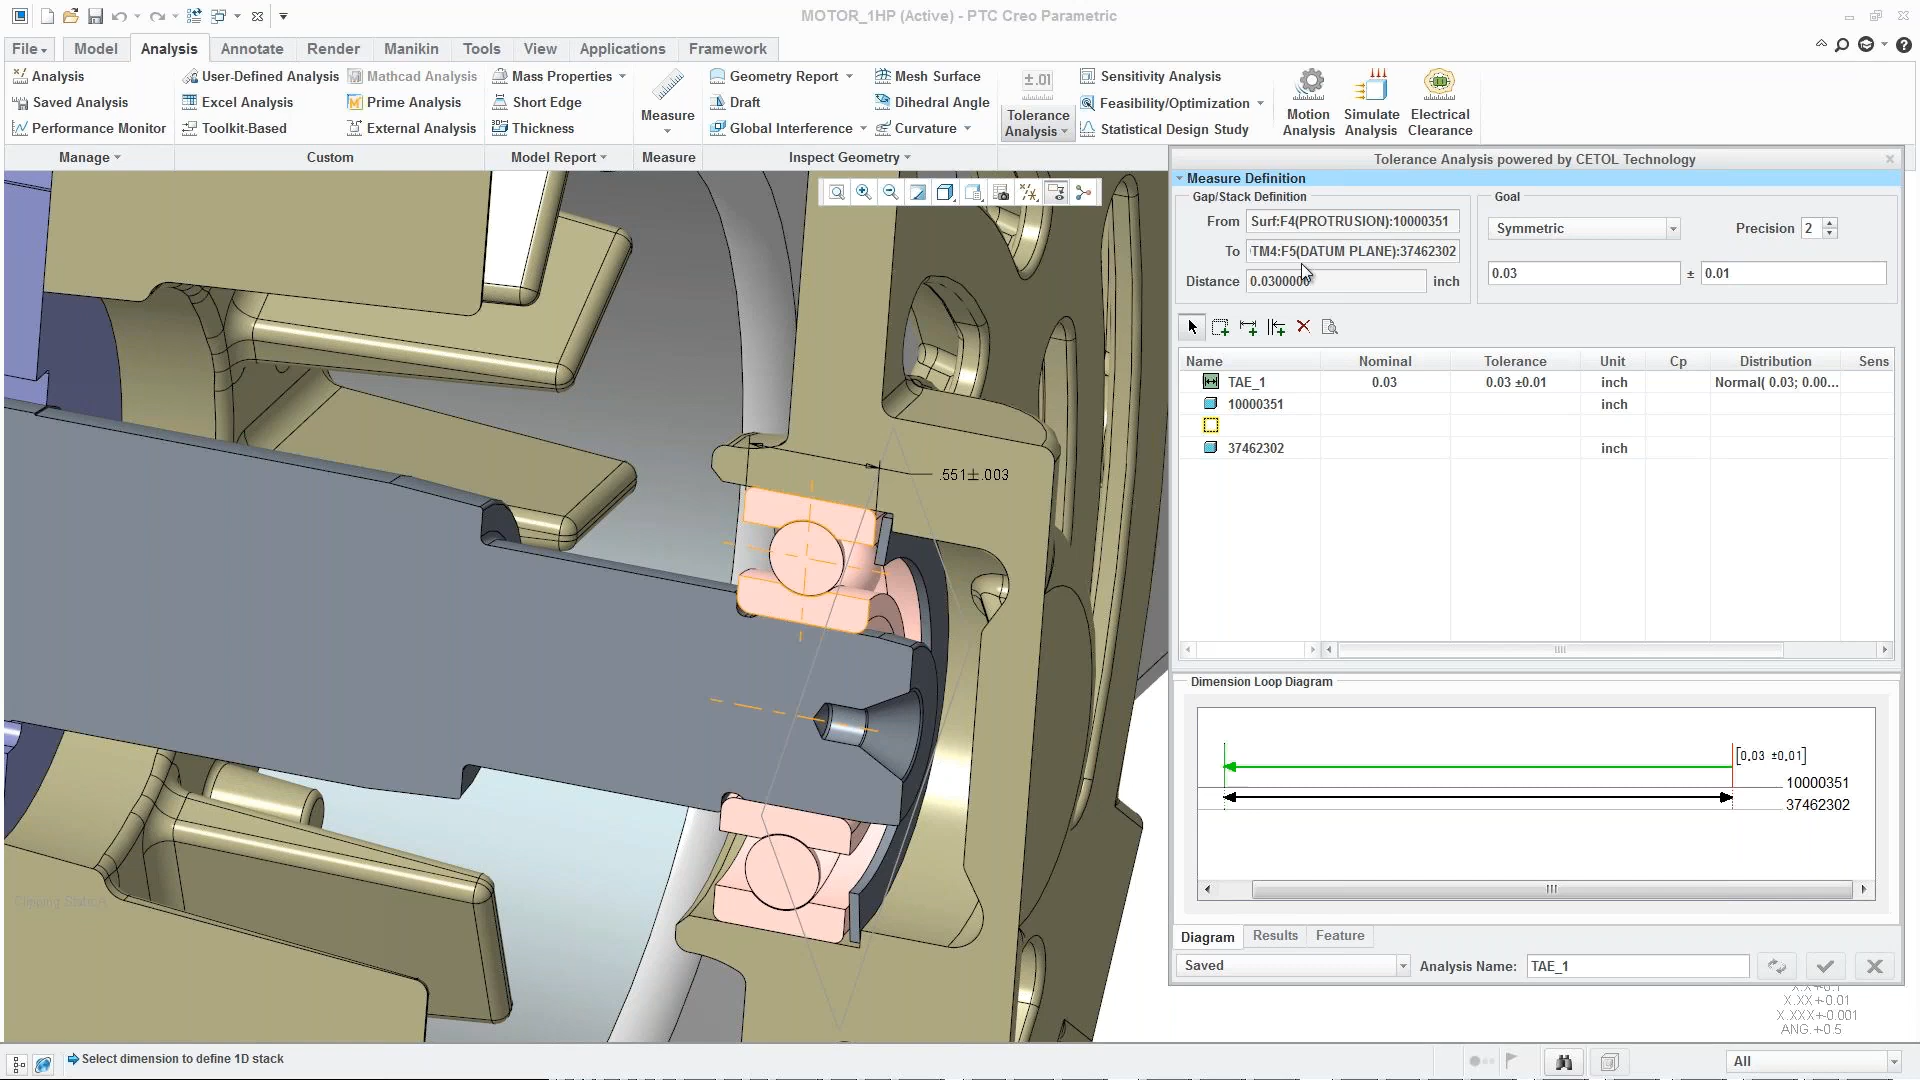 MOTOR_1HP (Active) - PTC Creo Parametric
File Model Analysis Annotate Render Manikin Tools View Applications Framework
Analysis User-Defined Analysis Mathcad Analysis Mass Properties Geometry Report Mesh Surface Sensitivity Analysis
Saved Analysis Excel Analysis Prime Analysis Short Edge Draft Dihedral Angle Feasibility/Optimization
Performance Monitor Toolkit-Based External Analysis Thickness Global Interference Curvature Statistical Design Study
Measure
±.01
Tolerance Analysis
Motion Analysis
Simulate Analysis
Electrical Clearance
Manage Custom Model Report Measure Inspect Geometry
Tolerance Analysis powered by CETOL Technology
Measure Definition
Gap/Stack Definition Goal
From Surf:F4(PROTRUSION):10000351 Symmetric Precision 2
To TM4:F5(DATUM PLANE):37462302
Distance 0.0300000 inch 0.03 ± 0.01
Name Nominal Tolerance Unit Cp Distribution Sens
TAE_1 0.03 0.03 ±0.01 inch Normal( 0.03; 0.00...
10000351 inch
37462302 inch
.551±.003
Dimension Loop Diagram
[0.03 ±0.01]
10000351
37462302
Clipping State:A
Diagram Results Feature
Saved Analysis Name: TAE_1
X.X+-0.1
X.XX+-0.01
X.XXX+-0.001
ANG.+-0.5
Select dimension to define 1D stack
All